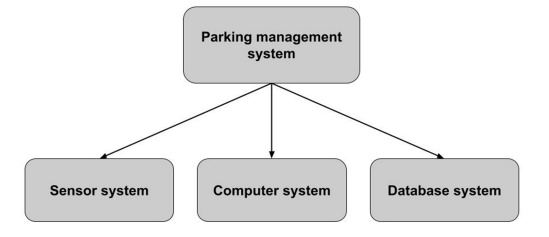 Parking management
system
Sensor system
Computer system
Database system